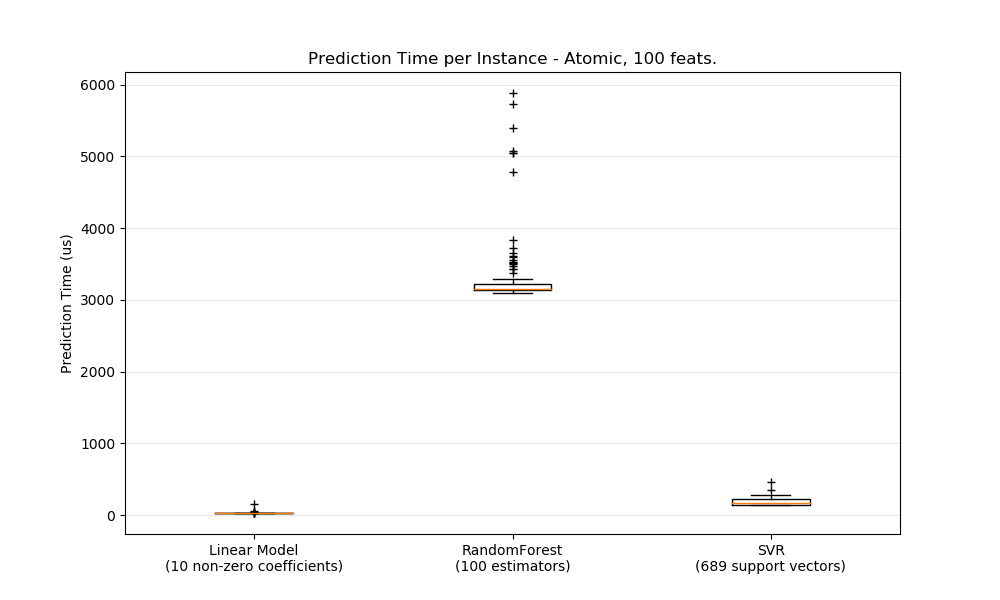 Prediction Time per Instance - Atomic, 100 feats.
Prediction Time (us)
6000
5000
4000
3000
2000
1000
0
Linear Model
(10 non-zero coefficients)
RandomForest
(100 estimators)
SVR
(689 support vectors)